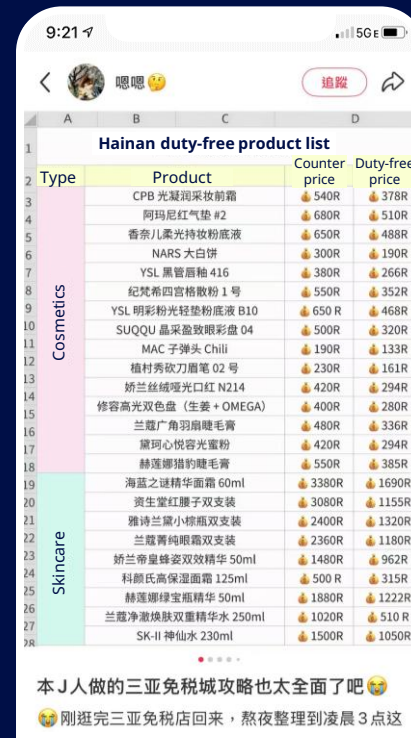 9:21
5GE
嗯嗯🤔
追蹤
A B C D
1 Hainan duty-free product list
2 Type Product Counter price Duty-free price
Cosmetics
3 CPB 光凝润采妆前霜 💰 540R 💰 378R
4 阿玛尼红气垫 #2 💰 680R 💰 510R
5 香奈儿柔光持妆粉底液 💰 650R 💰 488R
6 NARS 大白饼 💰 300R 💰 190R
7 YSL 黑管唇釉 416 💰 380R 💰 266R
8 纪梵希四宫格散粉 1 号 💰 550R 💰 352R
9 YSL 明彩粉光轻垫粉底液 B10 💰 650 R 💰 468R
10 SUQQU 晶采盈致眼彩盘 04 💰 500R 💰 320R
11 MAC 子弹头 Chili 💰 190R 💰 133R
12 植村秀砍刀眉笔 02 号 💰 230R 💰 161R
13 娇兰丝绒哑光口红 N214 💰 420R 💰 294R
14 修容高光双色盘（生姜 + OMEGA） 💰 400R 💰 280R
15
16 兰蔻广角羽扇睫毛膏 💰 480R 💰 336R
17 黛珂心悦容光蜜粉 💰 420R 💰 294R
18 赫莲娜猎豹睫毛膏 💰 550R 💰 385R
Skincare
19 海蓝之谜精华面霜 60ml 💰 3380R 💰 1690R
20 资生堂红腰子双支装 💰 3080R 💰 1155R
21 雅诗兰黛小棕瓶双支装 💰 2400R 💰 1320R
22 兰蔻菁纯眼霜双支装 💰 2360R 💰 1180R
23 娇兰帝皇蜂姿双效精华 50ml 💰 1480R 💰 962R
24 科颜氏高保湿面霜 125ml 💰 500 R 💰 315R
25 赫莲娜绿宝瓶精华 50ml 💰 1880R 💰 1222R
26 兰蔻净澈焕肤双重精华水 250ml 💰 1020R 💰 510 R
27 SK-II 神仙水 230ml 💰 1500R 💰 1050R
28
本J人做的三亚免税城攻略也太全面了吧😭
😭刚逛完三亚免税店回来，熬夜整理到凌晨3点这